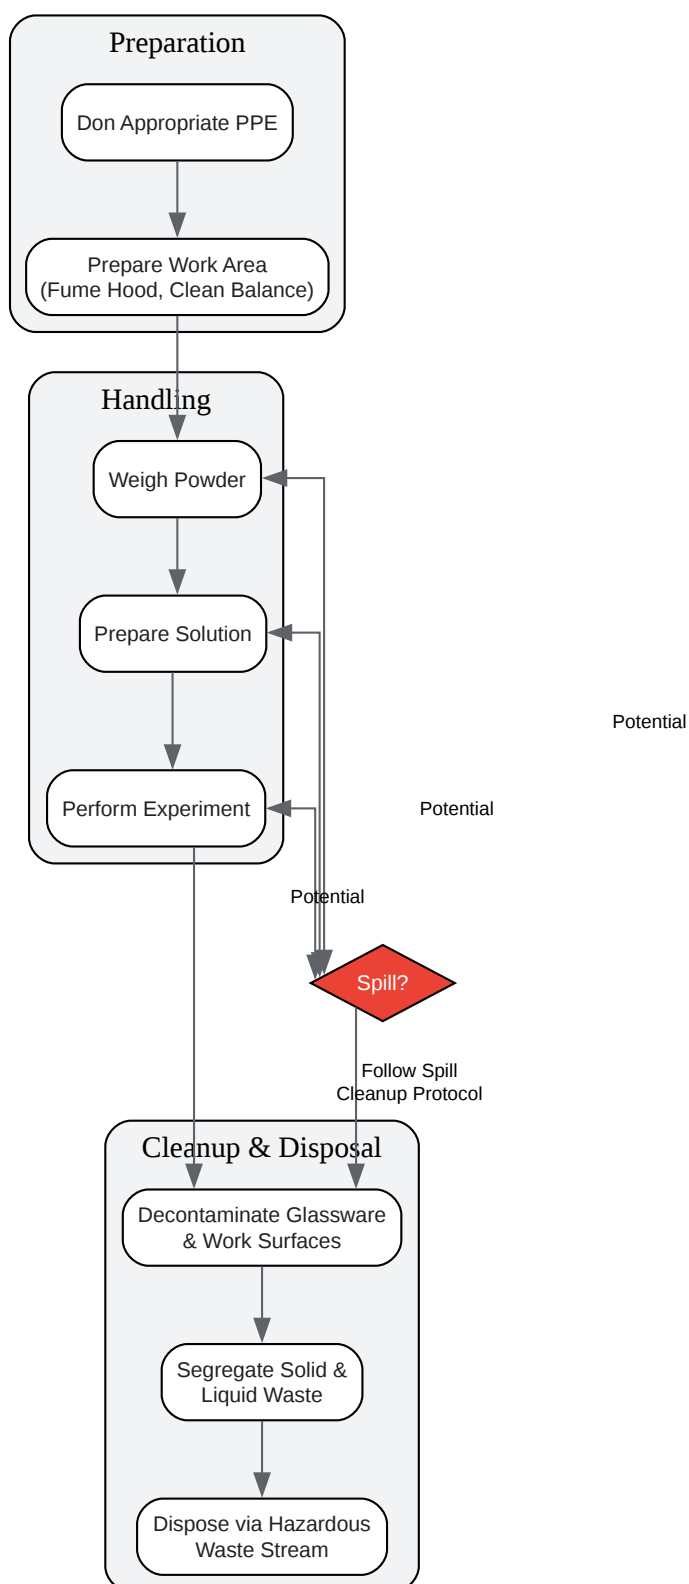 Preparation
Don Appropriate PPE
Prepare Work Area
(Fume Hood, Clean Balance)
Handling
Weigh Powder
Prepare Solution
Potential
Perform Experiment
Potential
Potential
Spill?
Follow Spill
Cleanup Protocol
Cleanup & Disposal
Decontaminate Glassware
& Work Surfaces
Segregate Solid &
Liquid Waste
Dispose via Hazardous
Waste Stream